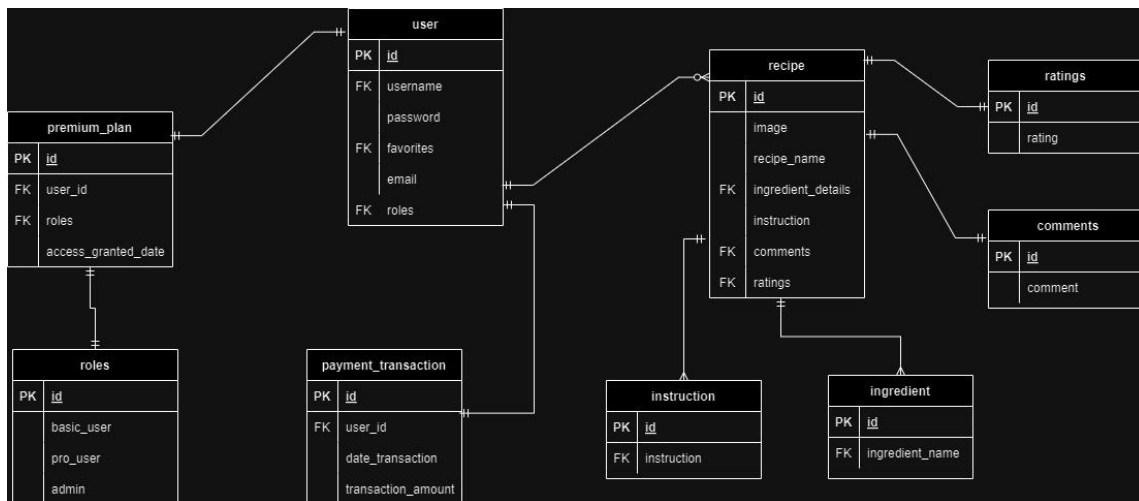 user
PK id
FK username
password
FK favorites
email
FK roles
premium_plan
PK id
FK user_id
FK roles
access_granted_date
roles
PK id
basic_user
pro_user
admin
payment_transaction
PK id
FK user_id
date_transaction
transaction_amount
recipe
PK id
image
recipe_name
FK ingredient_details
instruction
FK comments
FK ratings
ratings
PK id
rating
comments
PK id
comment
instruction
PK id
FK instruction
ingredient
PK id
FK ingredient_name